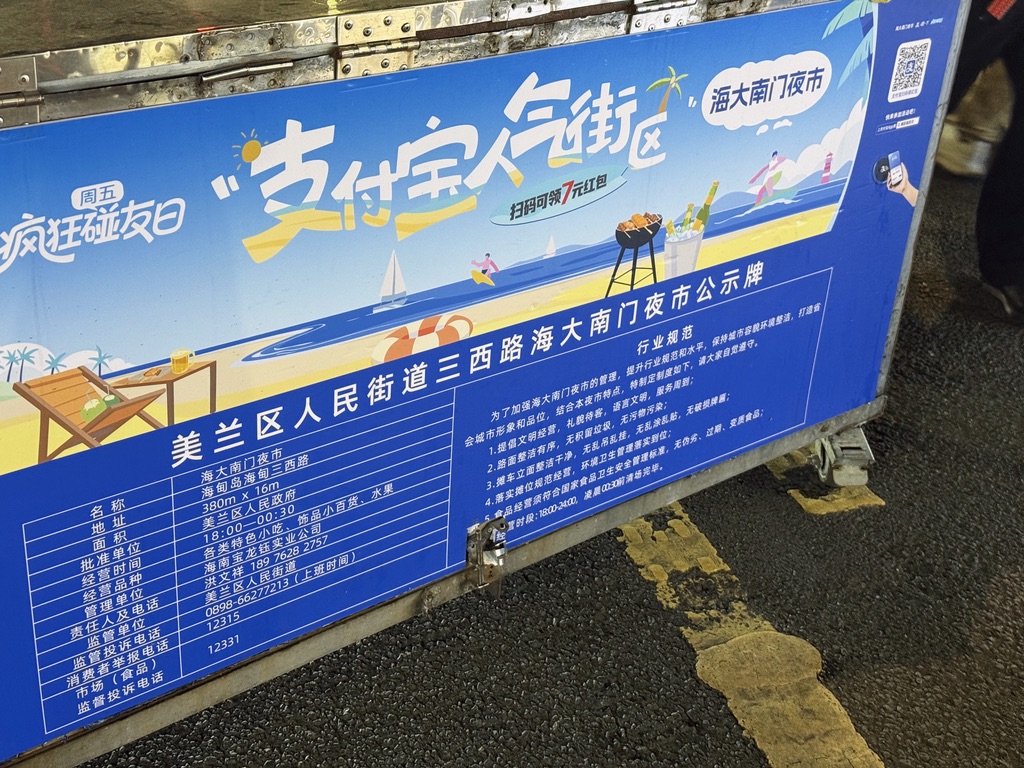 周五
疯狂碰友日
“支付宝人气街区”
扫码可领7元红包
海大南门夜市
美兰区人民街道三西路海大南门夜市公示牌
名称 海大南门夜市
地址 海甸岛海甸三西路
面积 380m x 16m
批准单位 美兰区人民政府
经营时间 18:00—00:30
经营品种 各类特色小吃、饰品小百货、水果
管理单位 海南宝龙钰实业公司
责任人及电话 洪文祥 189 7628 2757
监管单位 美兰区人民街道
监管投诉电话 0898-66277213（上班时间）
消费者举报电话 12315
市场（食品）
监督投诉电话 12331
行业规范
为了加强海大南门夜市的管理，提升行业规范和水平，保持城市容貌环境整洁，打造省
会城市形象和品位，结合本夜市特点，特制定制度如下，请大家自觉遵守。
1.提倡文明经营，礼貌待客，语言文明，服务周到；
2.路面整洁有序，无积留垃圾，无污物污染；
3.摊车立面整洁干净，无乱吊乱挂，无乱涂乱贴，无破损牌匾；
4.落实摊位规范经营，环境卫生管理落实到位；
食品经营须符合国家食品卫生安全管理标准，无伪劣、过期、变质食品；
营时段:18:00-24:00，凌晨00:30前清场完毕。